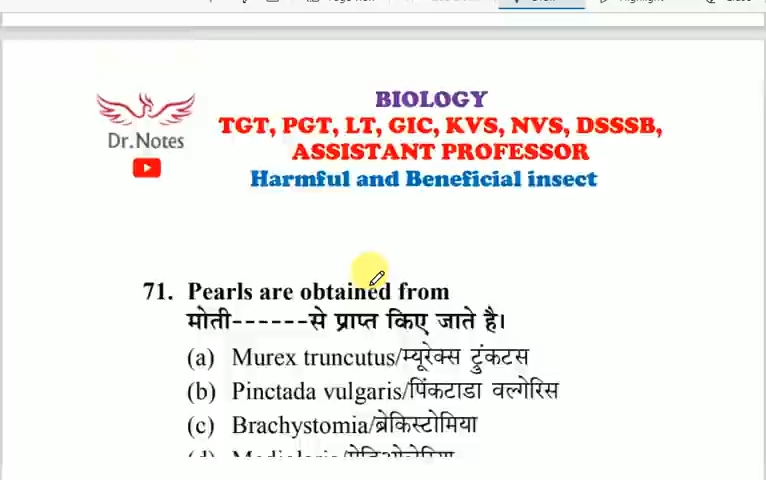 BIOLOGY
Dr.Notes
TGT, PGT, LT, GIC, KVS, NVS, DSSSB,
ASSISTANT PROFESSOR
Harmful and Beneficial insect
71. Pearls are obtained from
मोती------से प्राप्त किए जाते है।
(a) Murex truncutus/म्यूरेक्स ट्रुंकटस
(b) Pinctada vulgaris/पिंकटाडा वल्गेरिस
(c) Brachystomia/ब्रेकिस्टोमिया